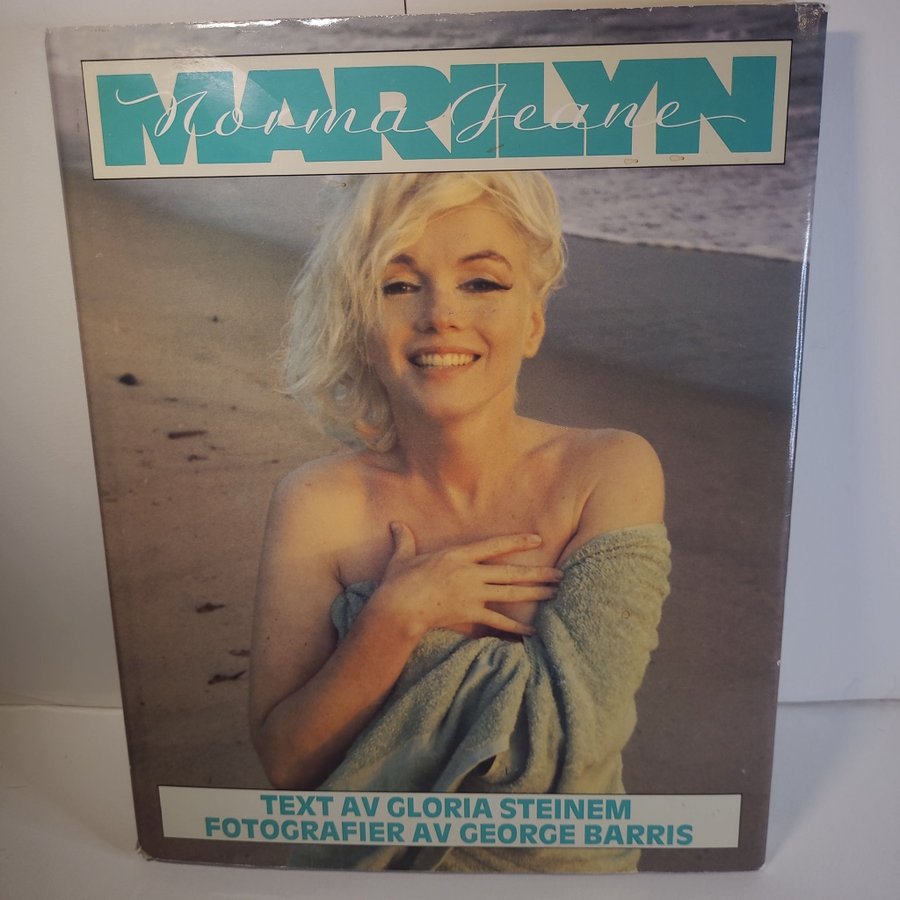 MARILYN
Norma Jeane
TEXT AV GLORIA STEINEM
FOTOGRAFIER AV GEORGE BARRIS